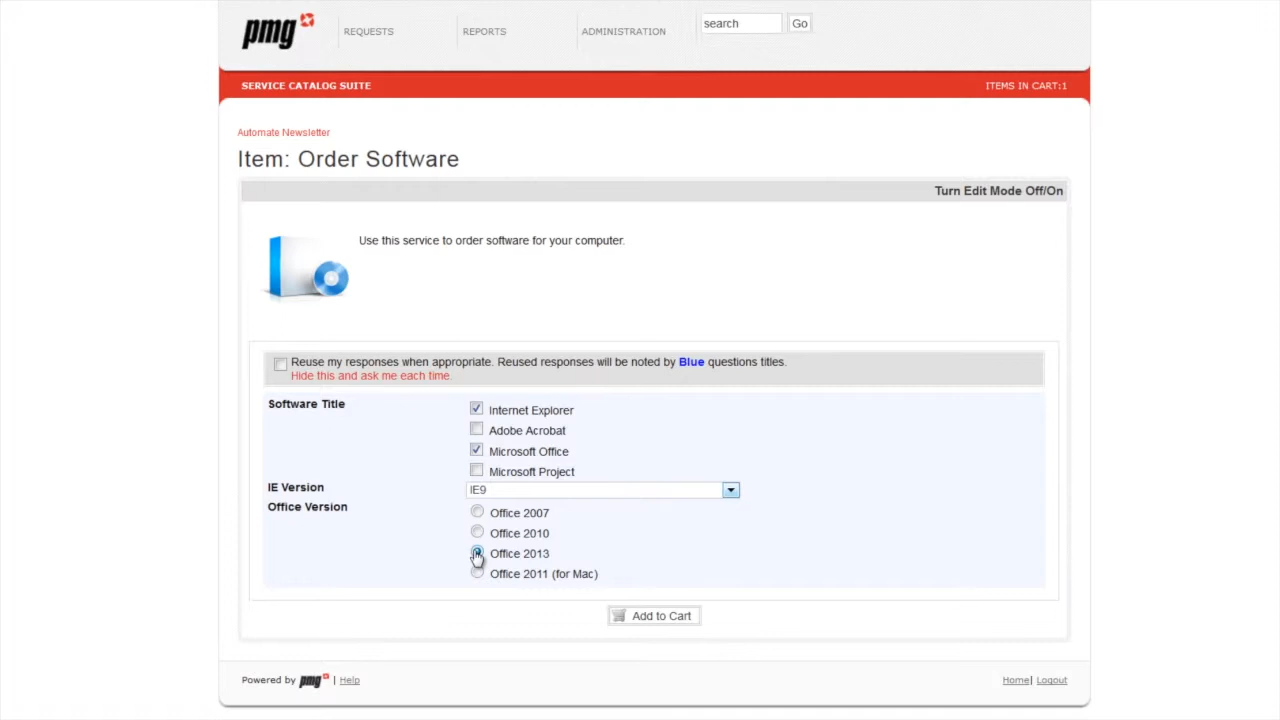 pmg
REQUESTS
REPORTS
ADMINISTRATION
search
Go
SERVICE CATALOG SUITE
ITEMS IN CART:1
Automate Newsletter
Item: Order Software
Turn Edit Mode Off/On
Use this service to order software for your computer.
Reuse my responses when appropriate. Reused responses will be noted by Blue questions titles.
Hide this and ask me each time.
Software Title
Internet Explorer
Adobe Acrobat
Microsoft Office
Microsoft Project
IE Version
IE9
Office Version
Office 2007
Office 2010
Office 2013
Office 2011 (for Mac)
Add to Cart
Powered by pmg | Help
Home| Logout